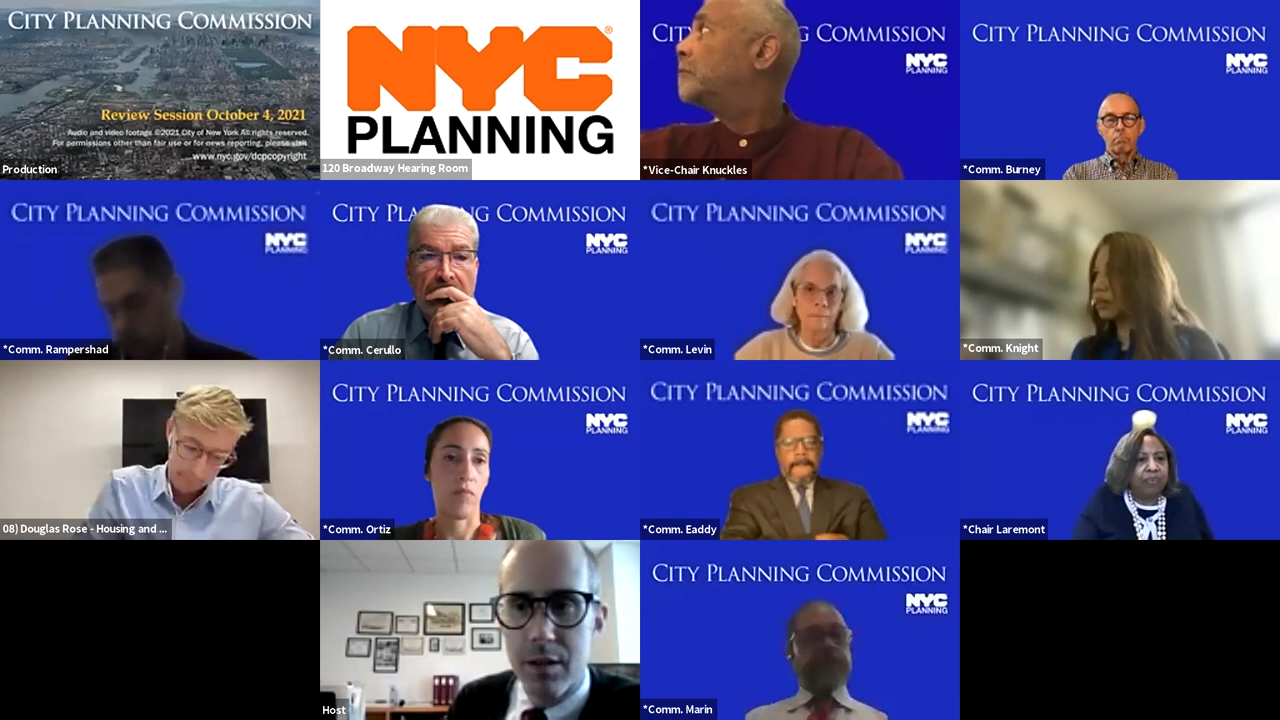 CITY PLANNING COMMISSION
Review Session October 4, 2021
Audio and video footage ©2021 City of New York All rights reserved.
For permissions other than fair use or for news reporting, please visit
www.nyc.gov/dcpcopyright
Production
NYC®
PLANNING
120 Broadway Hearing Room
CITY PL G COMMISSION
NYC
PLANNING
*Vice-Chair Knuckles
CITY PLANNING COMMISSION
NYC
PLANNING
*Comm. Burney
CITY PLANNING COMMISSION
NYC
PLANNING
*Comm. Rampershad
CITY PLANNING COMMISSION
NYC
PLANNING
*Comm. Cerullo
CITY PLANNING COMMISSION
NYC
PLANNING
*Comm. Levin
*Comm. Knight
08) Douglas Rose - Housing and ...
CITY PLANNING COMMISSION
NYC
PLANNING
*Comm. Ortiz
CITY PLANNING COMMISSION
NYC
PLANNING
*Comm. Eaddy
CITY PLANNING COMMISSION
NYC
PLANNING
*Chair Laremont
Host
CITY PLANNING COMMISSION
NYC
PLANNING
*Comm. Marin